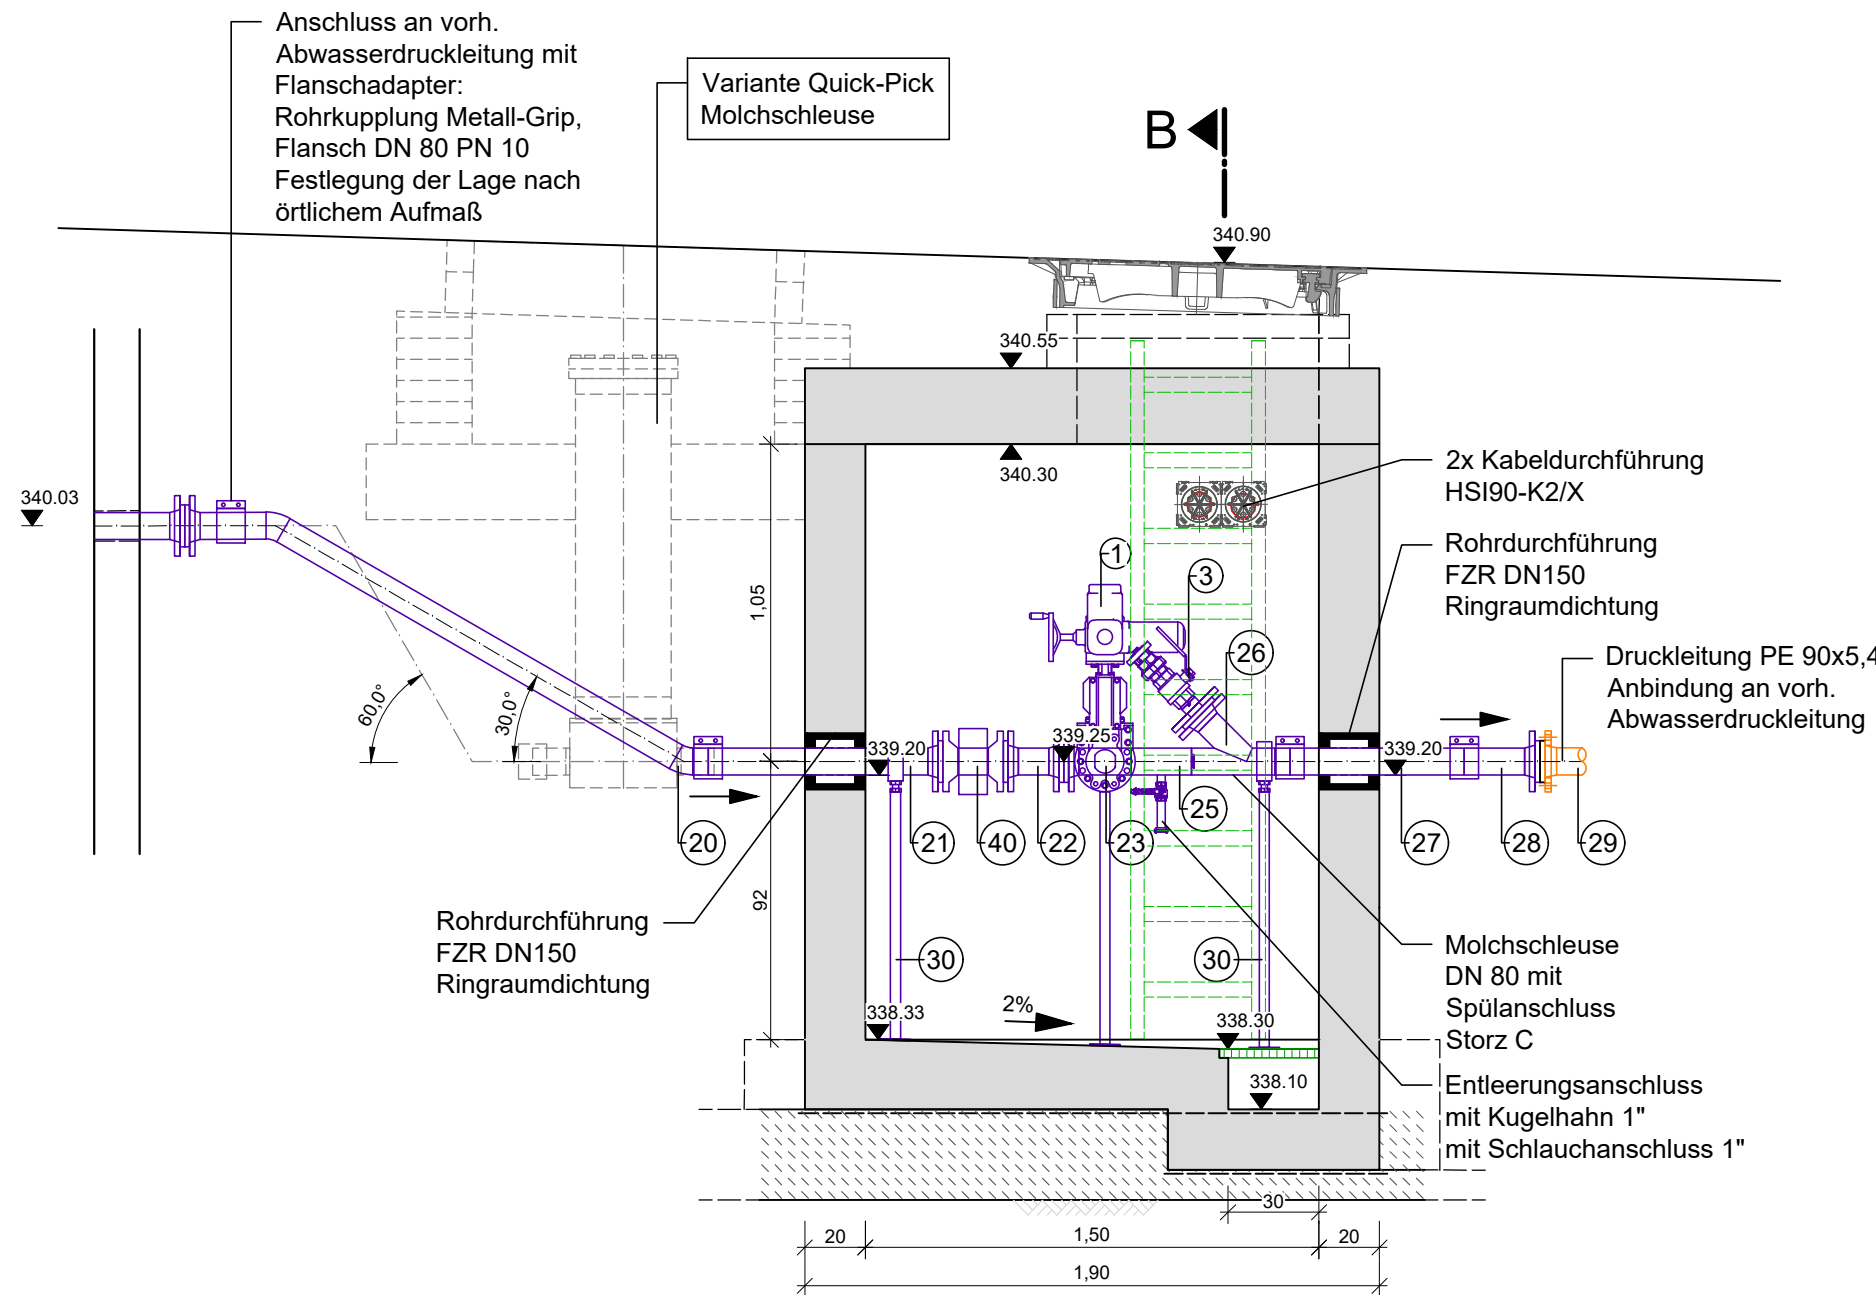 Anschluss an vorh.
Abwasserdruckleitung mit
Flanschadapter:
Rohrkupplung Metall-Grip,
Flansch DN 80 PN 10
Festlegung der Lage nach
örtlichem Aufmaß
Variante Quick-Pick
Molchschleuse
B
340.90
340.55
340.30
2x Kabeldurchführung
HSI90-K2/X
340.03
Rohrdurchführung
FZR DN150
Ringraumdichtung
1
3
1,05
26
Druckleitung PE 90x5,4
Anbindung an vorh.
Abwasserdruckleitung
60,0°
30,0°
339.20
339.25
339.20
20
21
40
22
23
25
27
28
29
92
Rohrdurchführung
FZR DN150
Ringraumdichtung
30
30
Molchschleuse
DN 80 mit
Spülanschluss
Storz C
338.33
2%
338.30
338.10
Entleerungsanschluss
mit Kugelhahn 1"
mit Schlauchanschluss 1"
30
20
1,50
20
1,90